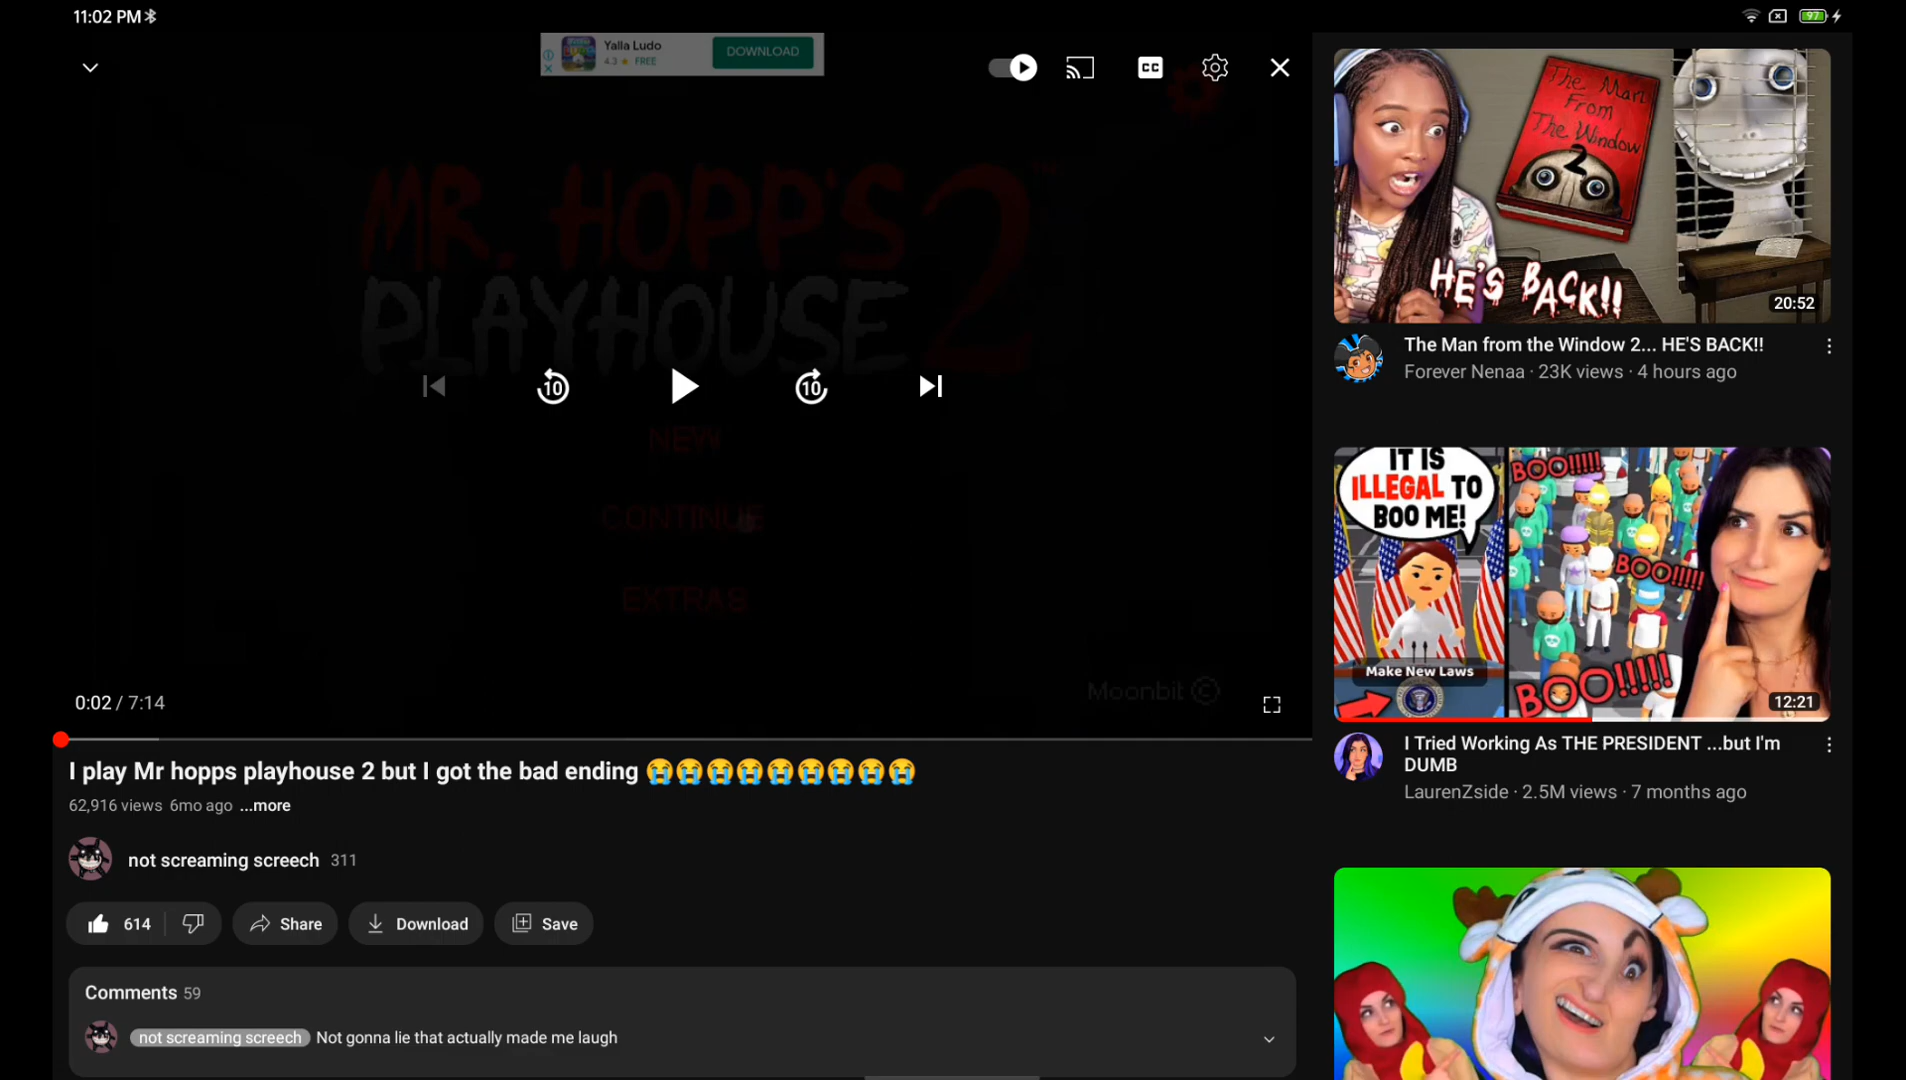 11:02 PM
97
Yalla Ludo
4.3 ★ FREE
DOWNLOAD
CC
MR. HOPP'S
PLAYHOUSE 2
10
10
NEW
CONTINUE
EXTRAS
Moonbit ©
0:02 / 7:14
I play Mr hopps playhouse 2 but I got the bad ending 😭😭😭😭😭😭😭😭😭
62,916 views 6mo ago ...more
not screaming screech 311
614
Share
Download
Save
Comments 59
not screaming screech Not gonna lie that actually made me laugh
The Man
From
The Window
2
HE'S BACK!!
20:52
The Man from the Window 2... HE'S BACK!!
Forever Nenaa · 23K views · 4 hours ago
IT IS
ILLEGAL TO
BOO ME!
BOO!!!!!
BOO!!!!!
BOO!!!!!
Make New Laws
12:21
I Tried Working As THE PRESIDENT ...but I'm
DUMB
LaurenZside · 2.5M views · 7 months ago